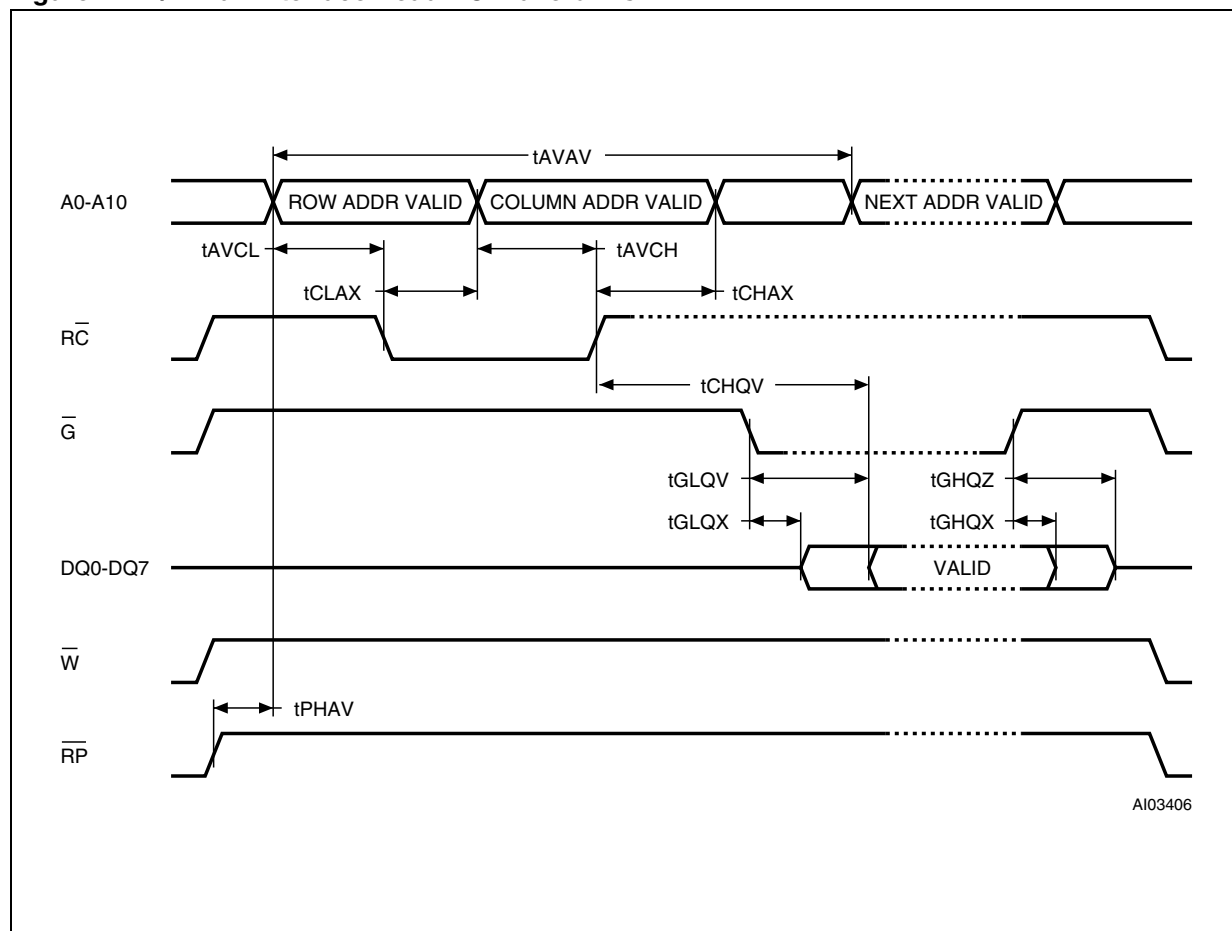 tAVAV
A0-A10
ROW ADDR VALID
COLUMN ADDR VALID
NEXT ADDR VALID
tAVCL
tAVCH
tCLAX
tCHAX
RC̅
tCHQV
G̅
tGLQV
tGHQZ
tGLQX
tGHQX
DQ0-DQ7
VALID
W̅
tPHAV
R̅P̅
AI03406